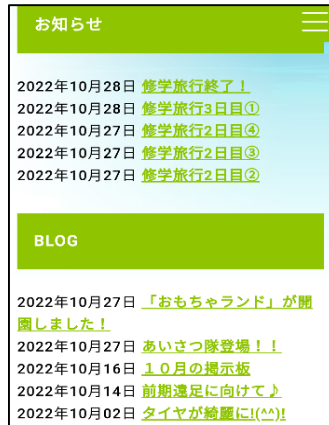 お知らせ
2022年10月28日 修学旅行終了！
2022年10月28日 修学旅行3日目①
2022年10月27日 修学旅行2日目④
2022年10月27日 修学旅行2日目③
2022年10月27日 修学旅行2日目②
BLOG
2022年10月27日 「おもちゃランド」が開
園しました！
2022年10月27日 あいさつ隊登場！！
2022年10月16日 １０月の掲示板
2022年10月14日 前期遠足に向けて♪
2022年10月02日 タイヤが綺麗に!(^^)!